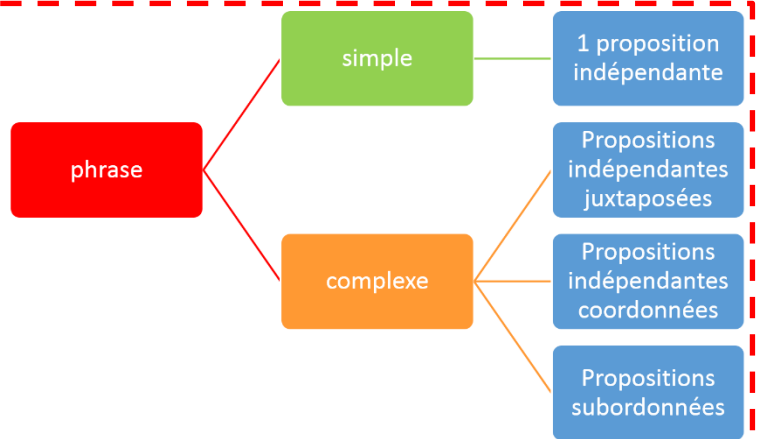 phrase
simple
1 proposition
indépendante
complexe
Propositions
indépendantes
juxtaposées
Propositions
indépendantes
coordonnées
Propositions
subordonnées